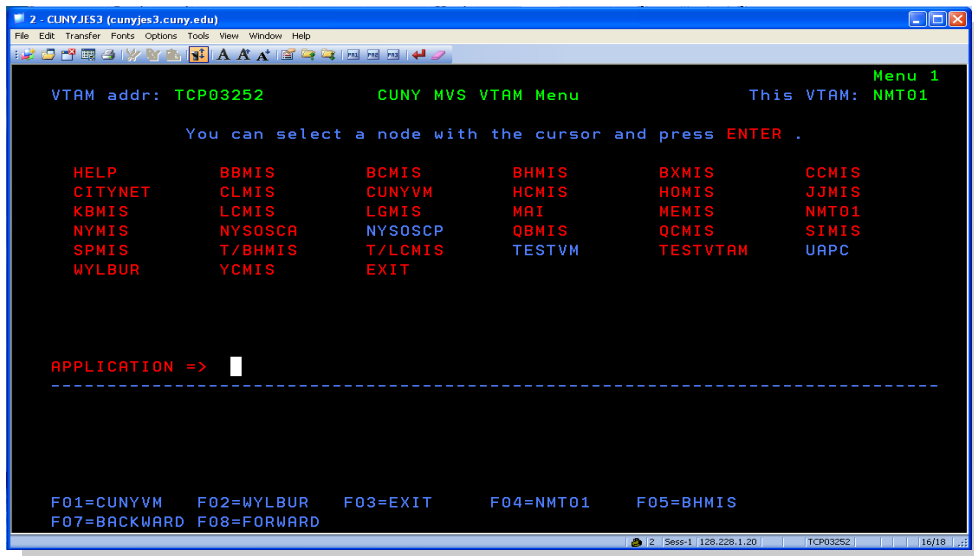 2 - CUNYJES3 (cunyjes3.cuny.edu)
File Edit Transfer Fonts Options Tools View Window Help
Menu 1
VTAM addr: TCP03252 CUNY MVS VTAM Menu This VTAM: NMT01
You can select a node with the cursor and press ENTER .
HELP BBMIS BCMIS BHMIS BXMIS CCMIS
CITYNET CLMIS CUNYVM HCMIS HOMIS JJMIS
KBMIS LCMIS LGMIS MAI MEMIS NMT01
NYMIS NYSOSCA NYSOSCP QBMIS QCMIS SIMIS
SPMIS T/BHMIS T/LCMIS TESTVM TESTVTAM UAPC
WYLBUR YCMIS EXIT
APPLICATION =>
F01=CUNYVM F02=WYLBUR F03=EXIT F04=NMT01 F05=BHMIS
F07=BACKWARD F08=FORWARD
2 Sess-1 128.228.1.20 TCP03252 16/18